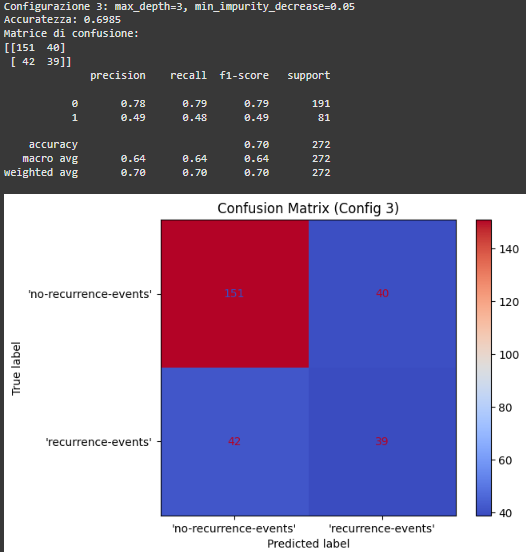 Configurazione 3: max_depth=3, min_impurity_decrease=0.05
Accuratezza: 0.6985
Matrice di confusione:
[[151  40]
 [ 42  39]]
              precision    recall  f1-score   support
           0       0.78      0.79      0.79       191
           1       0.49      0.48      0.49        81
    accuracy                           0.70       272
   macro avg       0.64      0.64      0.64       272
weighted avg       0.70      0.70      0.70       272
Confusion Matrix (Config 3)
'no-recurrence-events'
'recurrence-events'
True label
151 40
42 39
'no-recurrence-events' 'recurrence-events'
Predicted label
140
120
100
80
60
40